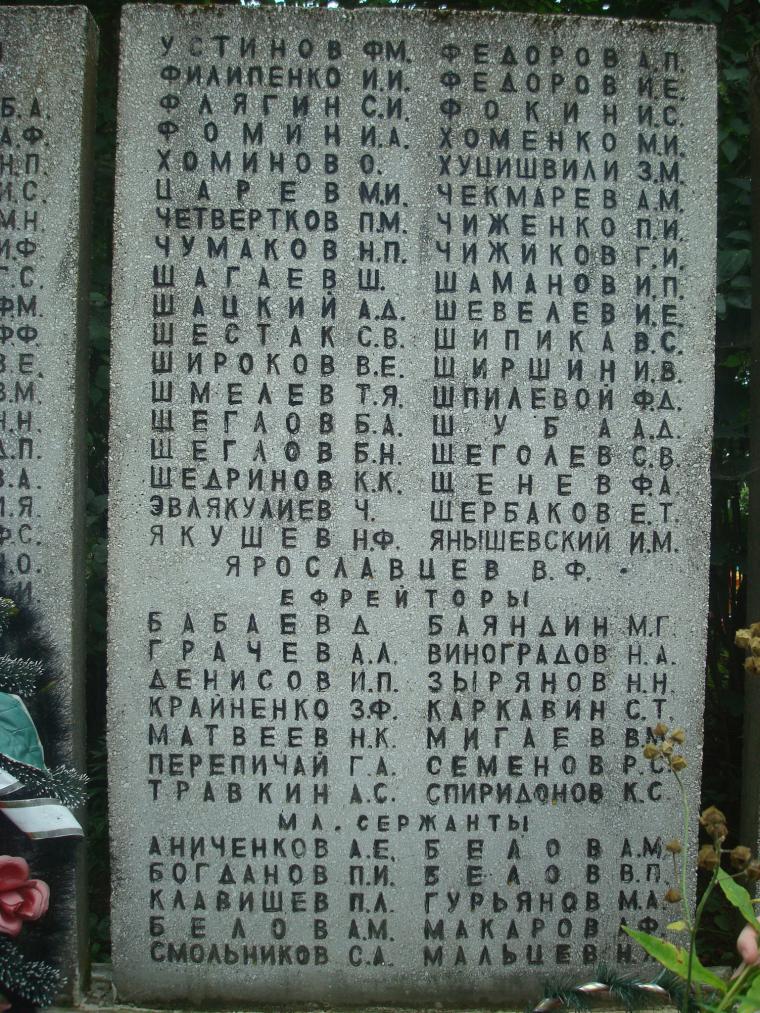 Б.А.
А.Ф.
Н.П.
И.С.
М.Н.
И.Ф
Г.С.
Ф.М.
Ф.Ф.
В.Е.
В.М.
Н.Н.
Д.П.
В.А.
И.Я.
Ф.С.
УСТИНОВ Ф.М. ФЕДОРОВ А.П.
ФИЛИПЕНКО И.И. ФЕДОРОВ И.Е.
ФЛЯГИН С.И. ФОКИН И.С.
ФОМИН И.А. ХОМЕНКО М.И.
ХОМИНОВ О. ХУЦИШВИЛИ З.М.
ЦАРЕВ М.И. ЧЕКМАРЕВ А.М.
ЧЕТВЕРТКОВ П.М. ЧИЖЕНКО П.И.
ЧУМАКОВ Н.П. ЧИЖИКОВ Г.И.
ШАГАЕВ Ш. ШАМАНОВ И.П.
ШАЦКИЙ А.Д. ШЕВЕЛЕВ И.Е.
ШЕСТАК С.В. ШИПИКА В.С.
ШИРОКОВ В.Е. ШИРШИН И.В.
ШМЕЛЕВ Т.Я. ШПИЛЕВОЙ Ф.Д.
ЩЕГЛОВ Б.А. ШУБА А.Д.
ЩЕГЛОВ Б.Н. ЩЕГОЛЕВ С.В.
ЩЕДРИНОВ К.К. ЩЕНЕВ Ф.А.
ЭВЛЯКУЛИЕВ Ч. ЩЕРБАКОВ Е.Т.
ЯКУШЕВ Н.Ф. ЯНЫШЕВСКИЙ И.М.
ЯРОСЛАВЦЕВ В.Ф.
ЕФРЕЙТОРЫ
БАБАЕВ Д БАЯНДИН М.Г.
ГРАЧЕВ А.А. ВИНОГРАДОВ Н.А.
ДЕНИСОВ И.П. ЗЫРЯНОВ Н.Н.
КРАЙНЕНКО З.Ф. КАРКАВИН С.Т.
МАТВЕЕВ Н.К. МИГАЕВ В.М.
ПЕРЕПИЧАЙ Г.А. СЕМЕНОВ Р.С.
ТРАВКИН А.С. СПИРИДОНОВ К.С
МЛ.СЕРЖАНТЫ
АНИЧЕНКОВ А.Е. БЕЛОВ А.М.
БОГДАНОВ П.И. БЕЛОВ В.П.
КЛАВИШЕВ П.Л. ГУРЬЯНОВ М.А.
БЕЛОВ А.М. МАКАРОВ
СМОЛЬНИКОВ С.А. МАЛЬЦЕВ